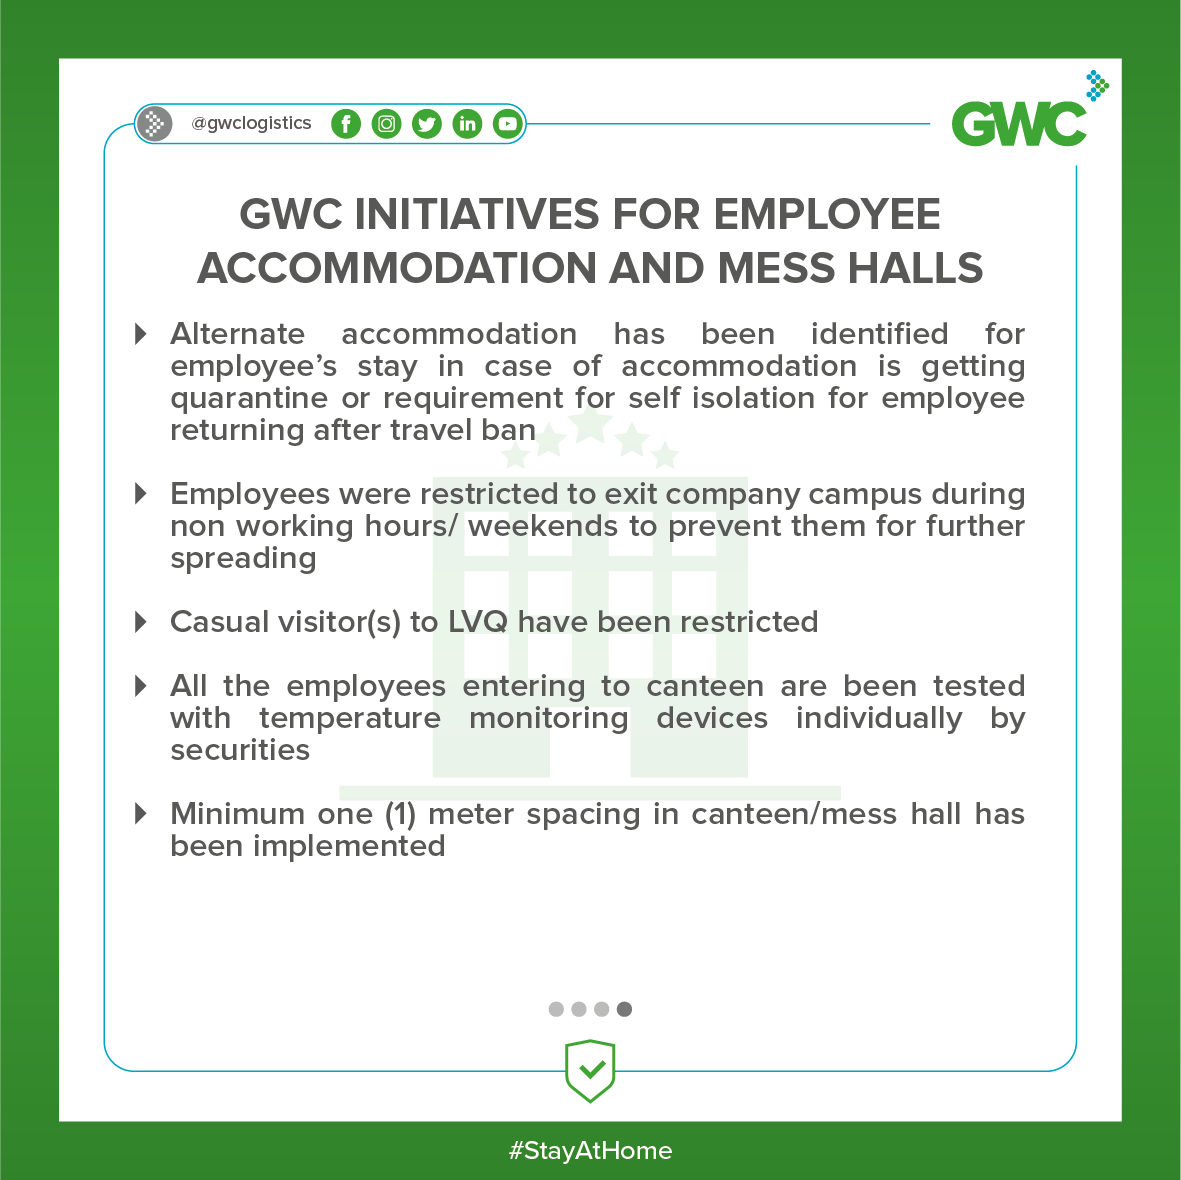 @gwclogistics
GWC
GWC INITIATIVES FOR EMPLOYEE
ACCOMMODATION AND MESS HALLS
Alternate accommodation has been identified for
employee’s stay in case of accommodation is getting
quarantine or requirement for self isolation for employee
returning after travel ban
Employees were restricted to exit company campus during
non working hours/ weekends to prevent them for further
spreading
Casual visitor(s) to LVQ have been restricted
All the employees entering to canteen are been tested
with temperature monitoring devices individually by
securities
Minimum one (1) meter spacing in canteen/mess hall has
been implemented
#StayAtHome